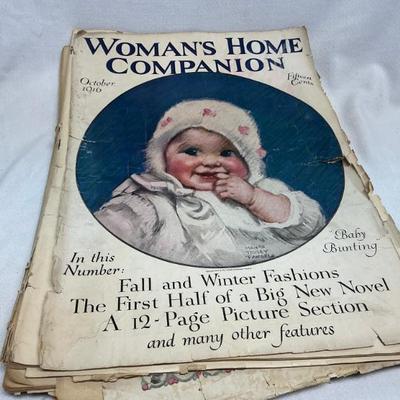 WOMAN'S HOME
COMPANION
October
1916
Fifteen
Cents
"Baby
Bunting"
In this
Number:
Fall and Winter Fashions
The First Half of a Big New Novel
A 12-Page Picture Section
and many other features